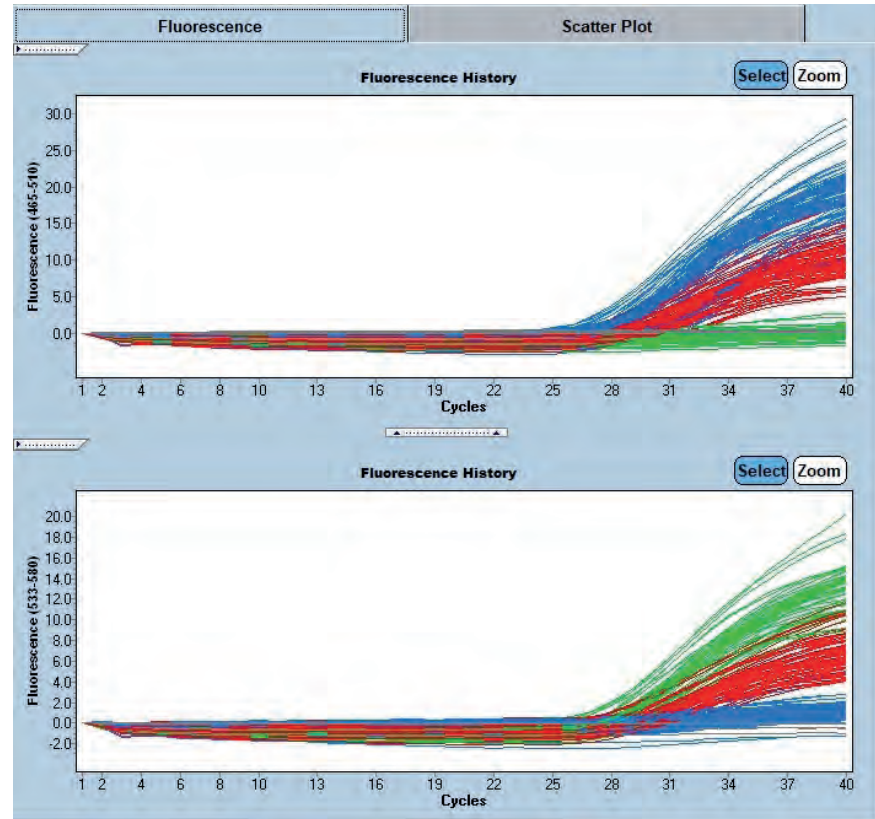 Fluorescence Scatter Plot
Fluorescence History
Select Zoom
Fluorescence (465-510)
30.0
25.0
20.0
15.0
10.0
5.0
0.0
1 2 4 6 8 10 13 16 19 22 25 28 31 34 37 40
Cycles
Fluorescence History
Select Zoom
Fluorescence (533-580)
20.0
18.0
16.0
14.0
12.0
10.0
8.0
6.0
4.0
2.0
0.0
-2.0
1 2 4 6 8 10 13 16 19 22 25 28 31 34 37 40
Cycles